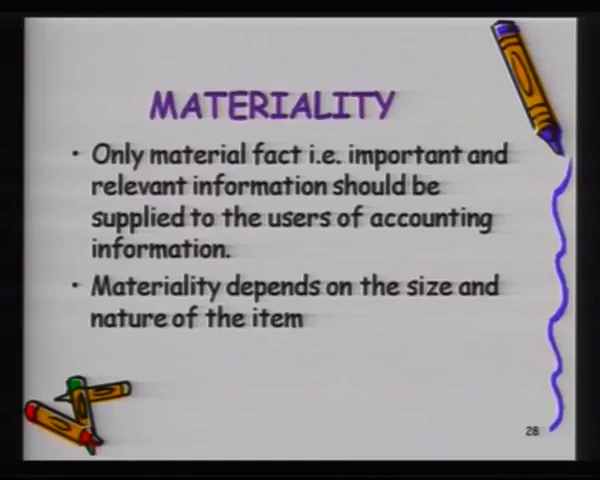 MATERIALITY
• Only material fact i.e. important and
relevant information should be
supplied to the users of accounting
information.
• Materiality depends on the size and
nature of the item
28